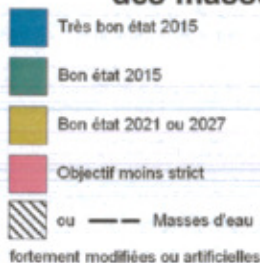 Très bon état 2015
Bon état 2015
Bon état 2021 ou 2027
Objectif moins strict
ou — — Masses d'eau
fortement modifiées ou artificielles